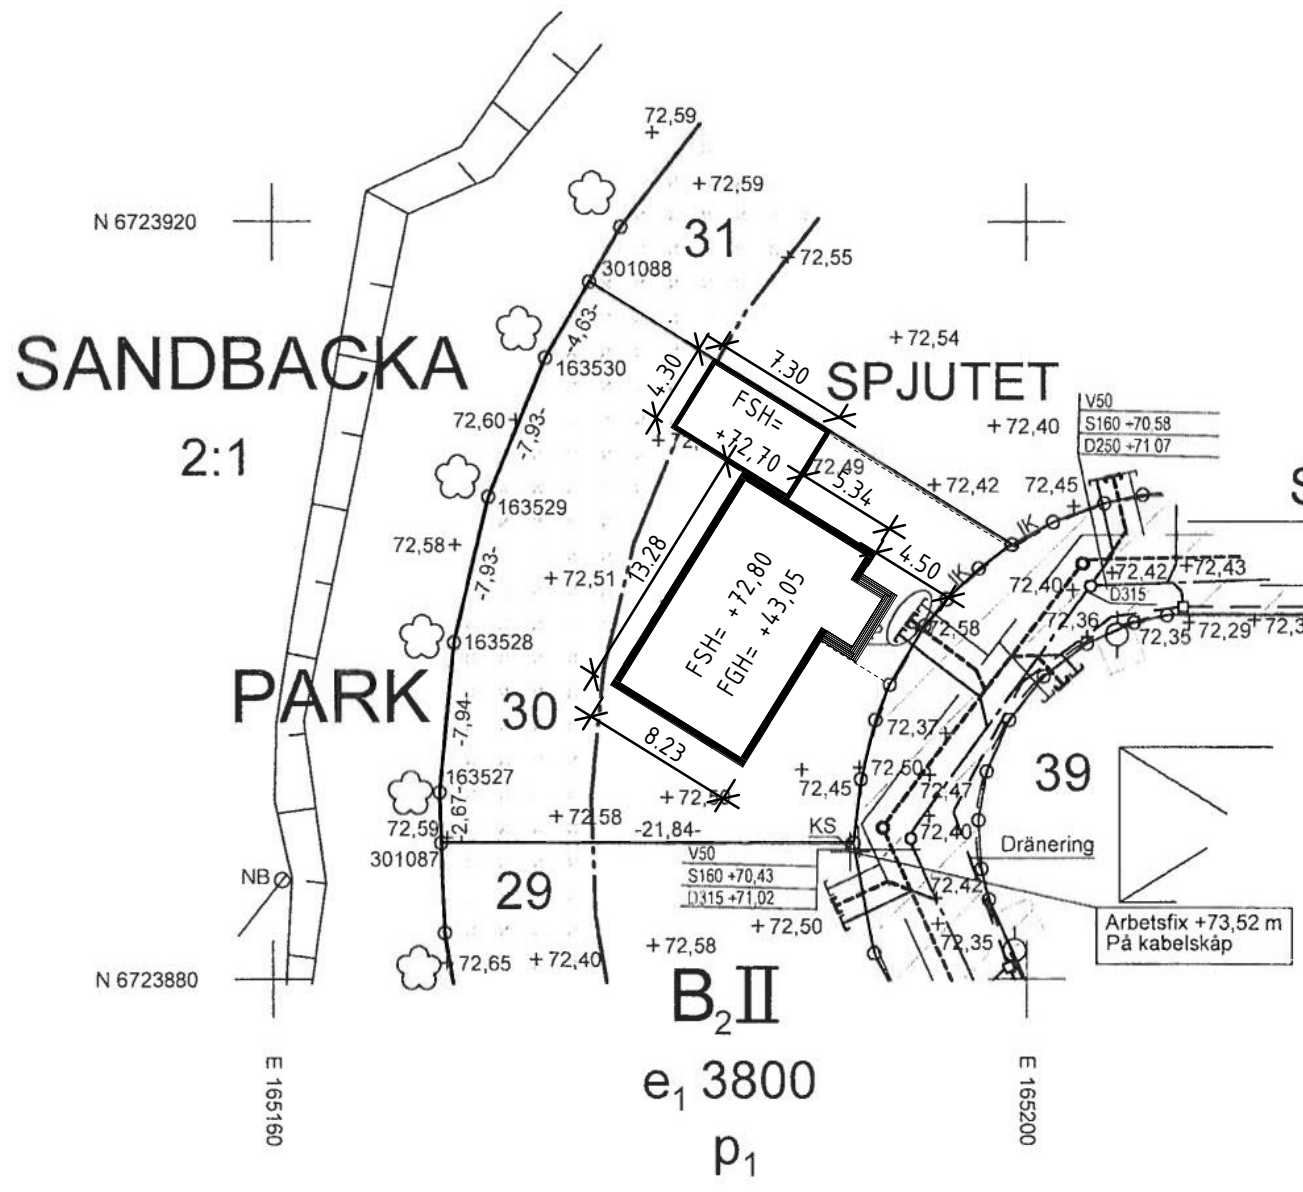 72,59
+72,59
N 6723920
31
72,55
301088
-4,63-
+72,54
SANDBACKA
163530
4.30
7.30
SPJUTET
V50
S160 +70,58
D250 +71 07
FSH=
+72,70
72,60+
-7,93-
+72,40
2:1
72,49
5.34
+72,42
72,45
163529
IK
72,58+
-7,93-
13.28
+72,51
4.50
IK
72,40
+72,42
+72,43
D315
FSH= +72,80
FGH= +43,05
163528
72,58
72,36
72,35
72,29
PARK
-7,94-
30
8.23
72,37
39
163527
72,45
+72,60
72,47
-2,67-
72,59
+72,58
-21,84-
KS
72,40
Dränering
301087
V50
S160 +70,43
D315 +71,02
NB
29
72,42
+72,50
Arbetsfix +73,52 m
På kabelskåp
72,65
+72,40
+72,58
72,35
N 6723880
B2II
E 165160
e1 3800
E 165200
p1